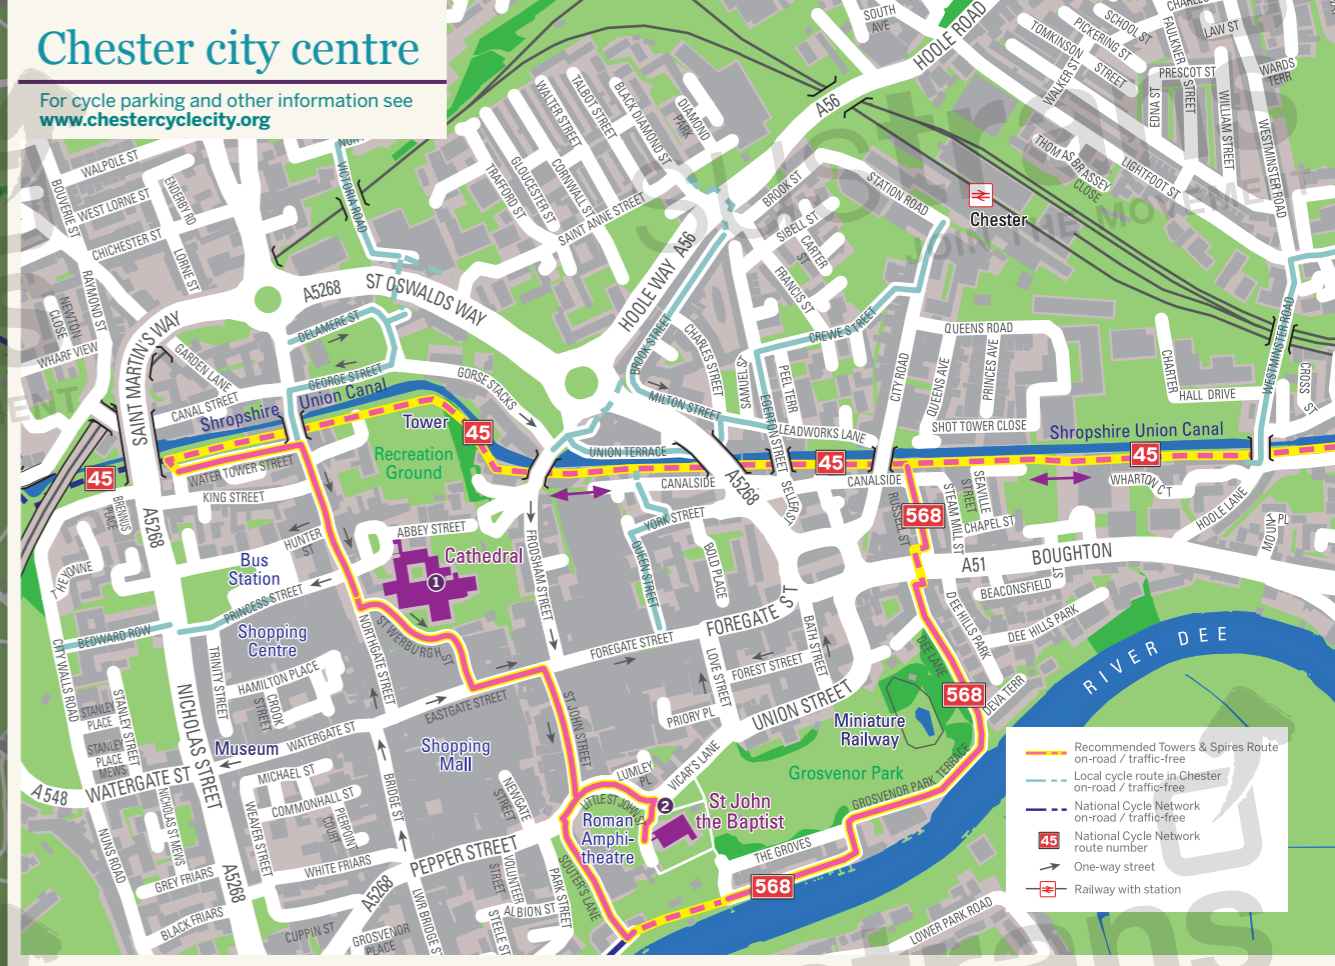 Chester city centre
For cycle parking and other information see
www.chestercyclecity.org
SOUTH
AVE
HOOLE ROAD
SCHOOL ST
PICKERING ST
TOMKINSON
STREET
WALKER ST
FAULKNER
STREET
LAW ST
PRESCOT ST
WARDS
TERR
EDNA ST
WILLIAM STREET
WESTMINSTER ROAD
THOMAS BRASSEY
CLOSE
LIGHTFOOT ST
A56
WALTER STREET
TALBOT STREET
BLACK DIAMOND ST
DIAMOND
PARK
TRAFFORD ST
GLOUCESTER ST
CORNWALL ST
SAINT ANNE STREET
BROOK ST
STATION ROAD
Chester
sustrans
JOIN THE MOVEMENT
SIBELL ST
CARTER
ST
FRANCIS ST
CREWE STREET
WALPOLE ST
BOUVERIE ST
WEST LORNE ST
ENGERBY RD
CHICHESTER ST
LORNE ST
RAYMOND ST
NEWTON
CLOSE
WHARF VIEW
VICTORIA ROAD
A5268
ST OSWALDS WAY
HOOLE WAY A56
SAINT MARTIN'S WAY
GARDEN LANE
CANAL STREET
DELAMERE ST
GEORGE STREET
GORSE STACKS
BROOK STREET
CHARLES STREET
MILTON STREET
EGERTON STREET
PEEL TERR
LEADWORKS LANE
CITY ROAD
QUEENS ROAD
QUEENS AVE
PRINCES AVE
SHOT TOWER CLOSE
CHARTER
HALL DRIVE
CROSS
ST
WESTMINSTER ROAD
Shropshire
Union Canal
Shropshire Union Canal
Tower
Recreation
Ground
45
45
45
45
UNION TERRACE
CANALSIDE
A5268
SELLER ST
CANALSIDE
WATER TOWER STREET
KING STREET
BRENNUS
PLACE
A5268
HUNTER
ST
ABBEY STREET
Cathedral
1
FRODSHAM STREET
YORK STREET
QUEEN STREET
BOLD PLACE
RUSSELL ST
568
STEAM MILL ST
SEAVILLE
STREET
CHAPEL ST
WHARTON CT
HOOLE LANE
MOUNT PL
A51
BOUGHTON
BEACONSFIELD
ST
DEE HILLS PARK
DEE HILLS PARK
DEE LANE
568
DEVA TERR
RIVER DEE
THE YONNE
Bus
Station
PRINCESS STREET
BEDWARD ROW
Shopping
Centre
CITY WALLS ROAD
TRINITY STREET
HAMILTON PLACE
CROOK
STREET
NORTHGATE STREET
ST WERBURGH ST
FOREGATE STREET
FOREGATE ST
LOVE STREET
FOREST STREET
BATH STREET
UNION STREET
PRIORY PL
VICAR'S LANE
EASTGATE STREET
ST JOHN STREET
STANLEY
PLACE
STANLEY STREET
STANLEY
PLACE
MEWS
NICHOLAS STREET
Museum
WATERGATE ST
Shopping
Mall
A548
WATERGATE ST
MICHAEL ST
COMMONHALL ST
PIERPOINT
COURT
WEAVER STREET
NICHOLAS ST MEWS
BRIDGE ST
NEWGATE
STREET
LUMLEY
PL
LITTLE ST JOHN ST
2
St John
the Baptist
Roman
Amphi-
theatre
Miniature
Railway
Grosvenor Park
GROSVENOR PARK TERRACE
THE GROVES
568
NUNS ROAD
WHITE FRIARS
PEPPER STREET
GREY FRIARS
BLACK FRIARS
A5268
A5268
CUPPIN ST
GROSVENOR
PLACE
LWR BRIDGE ST
VOLUNTEER
STREET
ALBION ST
STEELE ST
PARK STREET
SOUTER'S LANE
LOWER PARK ROAD
Recommended Towers & Spires Route
on-road / traffic-free
Local cycle route in Chester
on-road / traffic-free
National Cycle Network
on-road / traffic-free
45
National Cycle Network
route number
One-way street
Railway with station